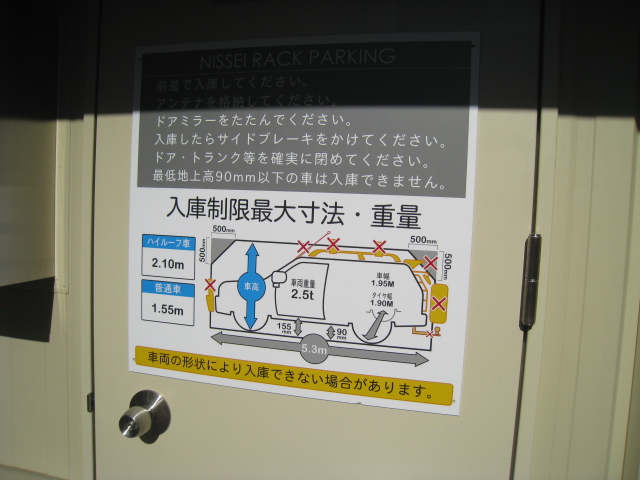 NISSEI RACK PARKING
前進で入庫してください。
アンテナを格納してください。
ドアミラーをたたんでください。
入庫したらサイドブレーキをかけてください。
ドア・トランク等を確実に閉めてください。
最低地上高90mm以下の車は入庫できません。
入庫制限最大寸法・重量
ハイルーフ車
2.10m
普通車
1.55m
500mm
500mm
500mm
500mm
車高
車両重量
2.5t
車幅
1.95M
タイヤ幅
1.90M
155mm
90mm
5.3m
車両の形状により入庫できない場合があります。